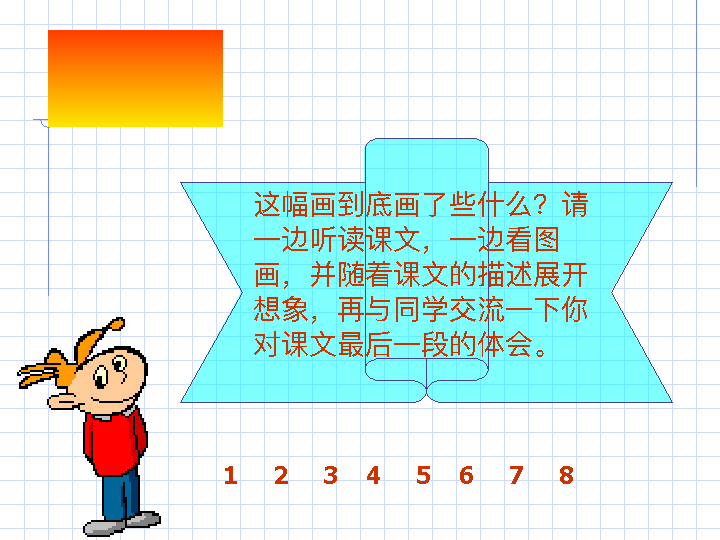 这幅画到底画了些什么？请
一边听读课文，一边看图
画，并随着课文的描述展开
想象，再与同学交流一下你
对课文最后一段的体会。
1 2 3 4 5 6 7 8